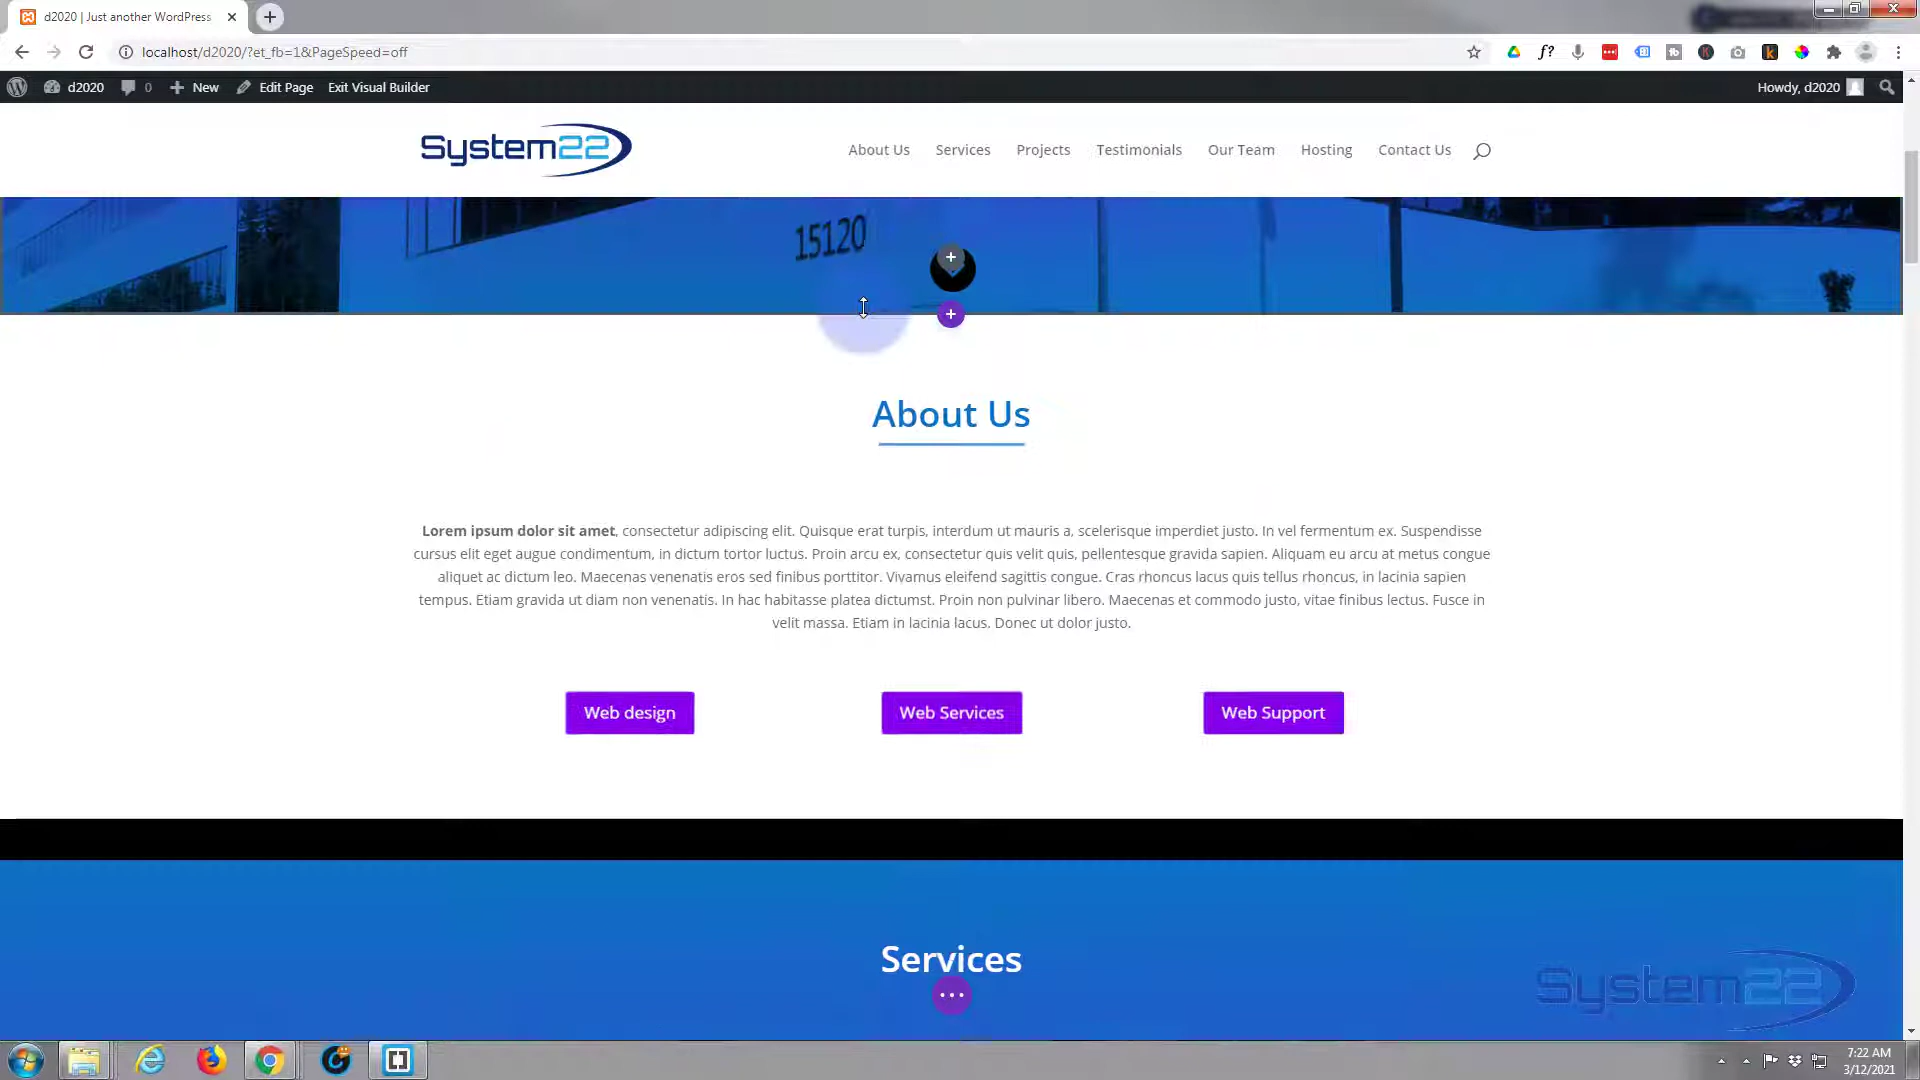 d2020 | Just another WordPress
localhost/d2020/?et_fb=1&PageSpeed=off
d2020 0 New Edit Page Exit Visual Builder Howdy, d2020
System22 About Us Services Projects Testimonials Our Team Hosting Contact Us
15120
About Us
Lorem ipsum dolor sit amet, consectetur adipiscing elit. Quisque erat turpis, interdum ut mauris a, scelerisque imperdiet justo. In vel fermentum ex. Suspendisse
cursus elit eget augue condimentum, in dictum tortor luctus. Proin arcu ex, consectetur quis velit quis, pellentesque gravida sapien. Aliquam eu arcu at metus congue
aliquet ac dictum leo. Maecenas venenatis eros sed finibus porttitor. Vivamus eleifend sagittis congue. Cras rhoncus lacus quis tellus rhoncus, in lacinia sapien
tempus. Etiam gravida ut diam non venenatis. In hac habitasse platea dictumst. Proin non pulvinar libero. Maecenas et commodo justo, vitae finibus lectus. Fusce in
velit massa. Etiam in lacinia lacus. Donec ut dolor justo.
Web design Web Services Web Support
Services
System22
7:22 AM
3/12/2021